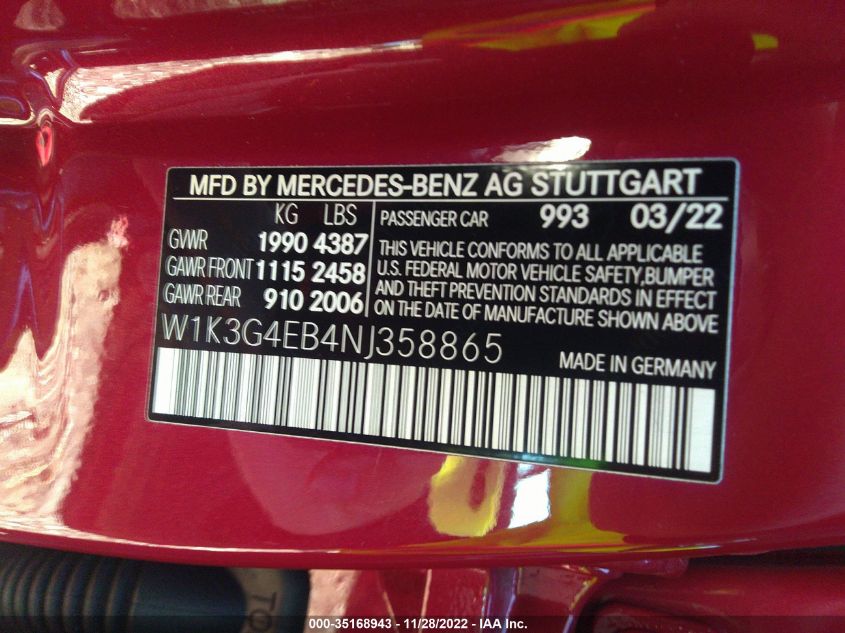 MFD BY MERCEDES-BENZ AG STUTTGART
KG LBS
GVWR 1990 4387
GAWR FRONT 1115 2458
GAWR REAR 910 2006
PASSENGER CAR 993 03/22
THIS VEHICLE CONFORMS TO ALL APPLICABLE
U.S. FEDERAL MOTOR VEHICLE SAFETY,BUMPER
AND THEFT PREVENTION STANDARDS IN EFFECT
ON THE DATE OF MANUFACTURE SHOWN ABOVE
W1K3G4EB4NJ358865
MADE IN GERMANY
000-35168943 - 11/28/2022 - IAA Inc.